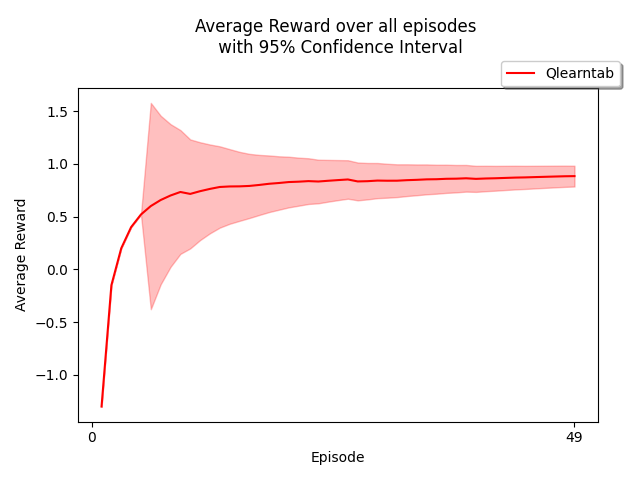 Average Reward over all episodes
with 95% Confidence Interval
Qlearntab
1.5
1.0
0.5
0.0
−0.5
−1.0
Average Reward
0
49
Episode